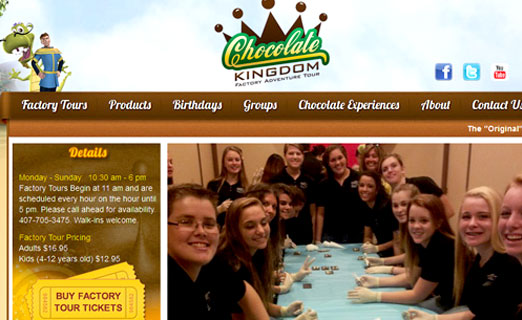 Chocolate
KINGDOM
FACTORY ADVENTURE TOUR
Factory Tours Products Birthdays Groups Chocolate Experiences About Contact Us
The "Original"
Details
Monday - Sunday 10:30 am - 6 pm
Factory Tours Begin at 11 am and are
scheduled every hour on the hour until
5 pm. Please call ahead for availability.
407-705-3475. Walk-ins welcome.
Factory Tour Pricing:
Adults $16.95
Kids (4-12 years old) $12.95
BUY FACTORY
TOUR TICKETS
You
Tube